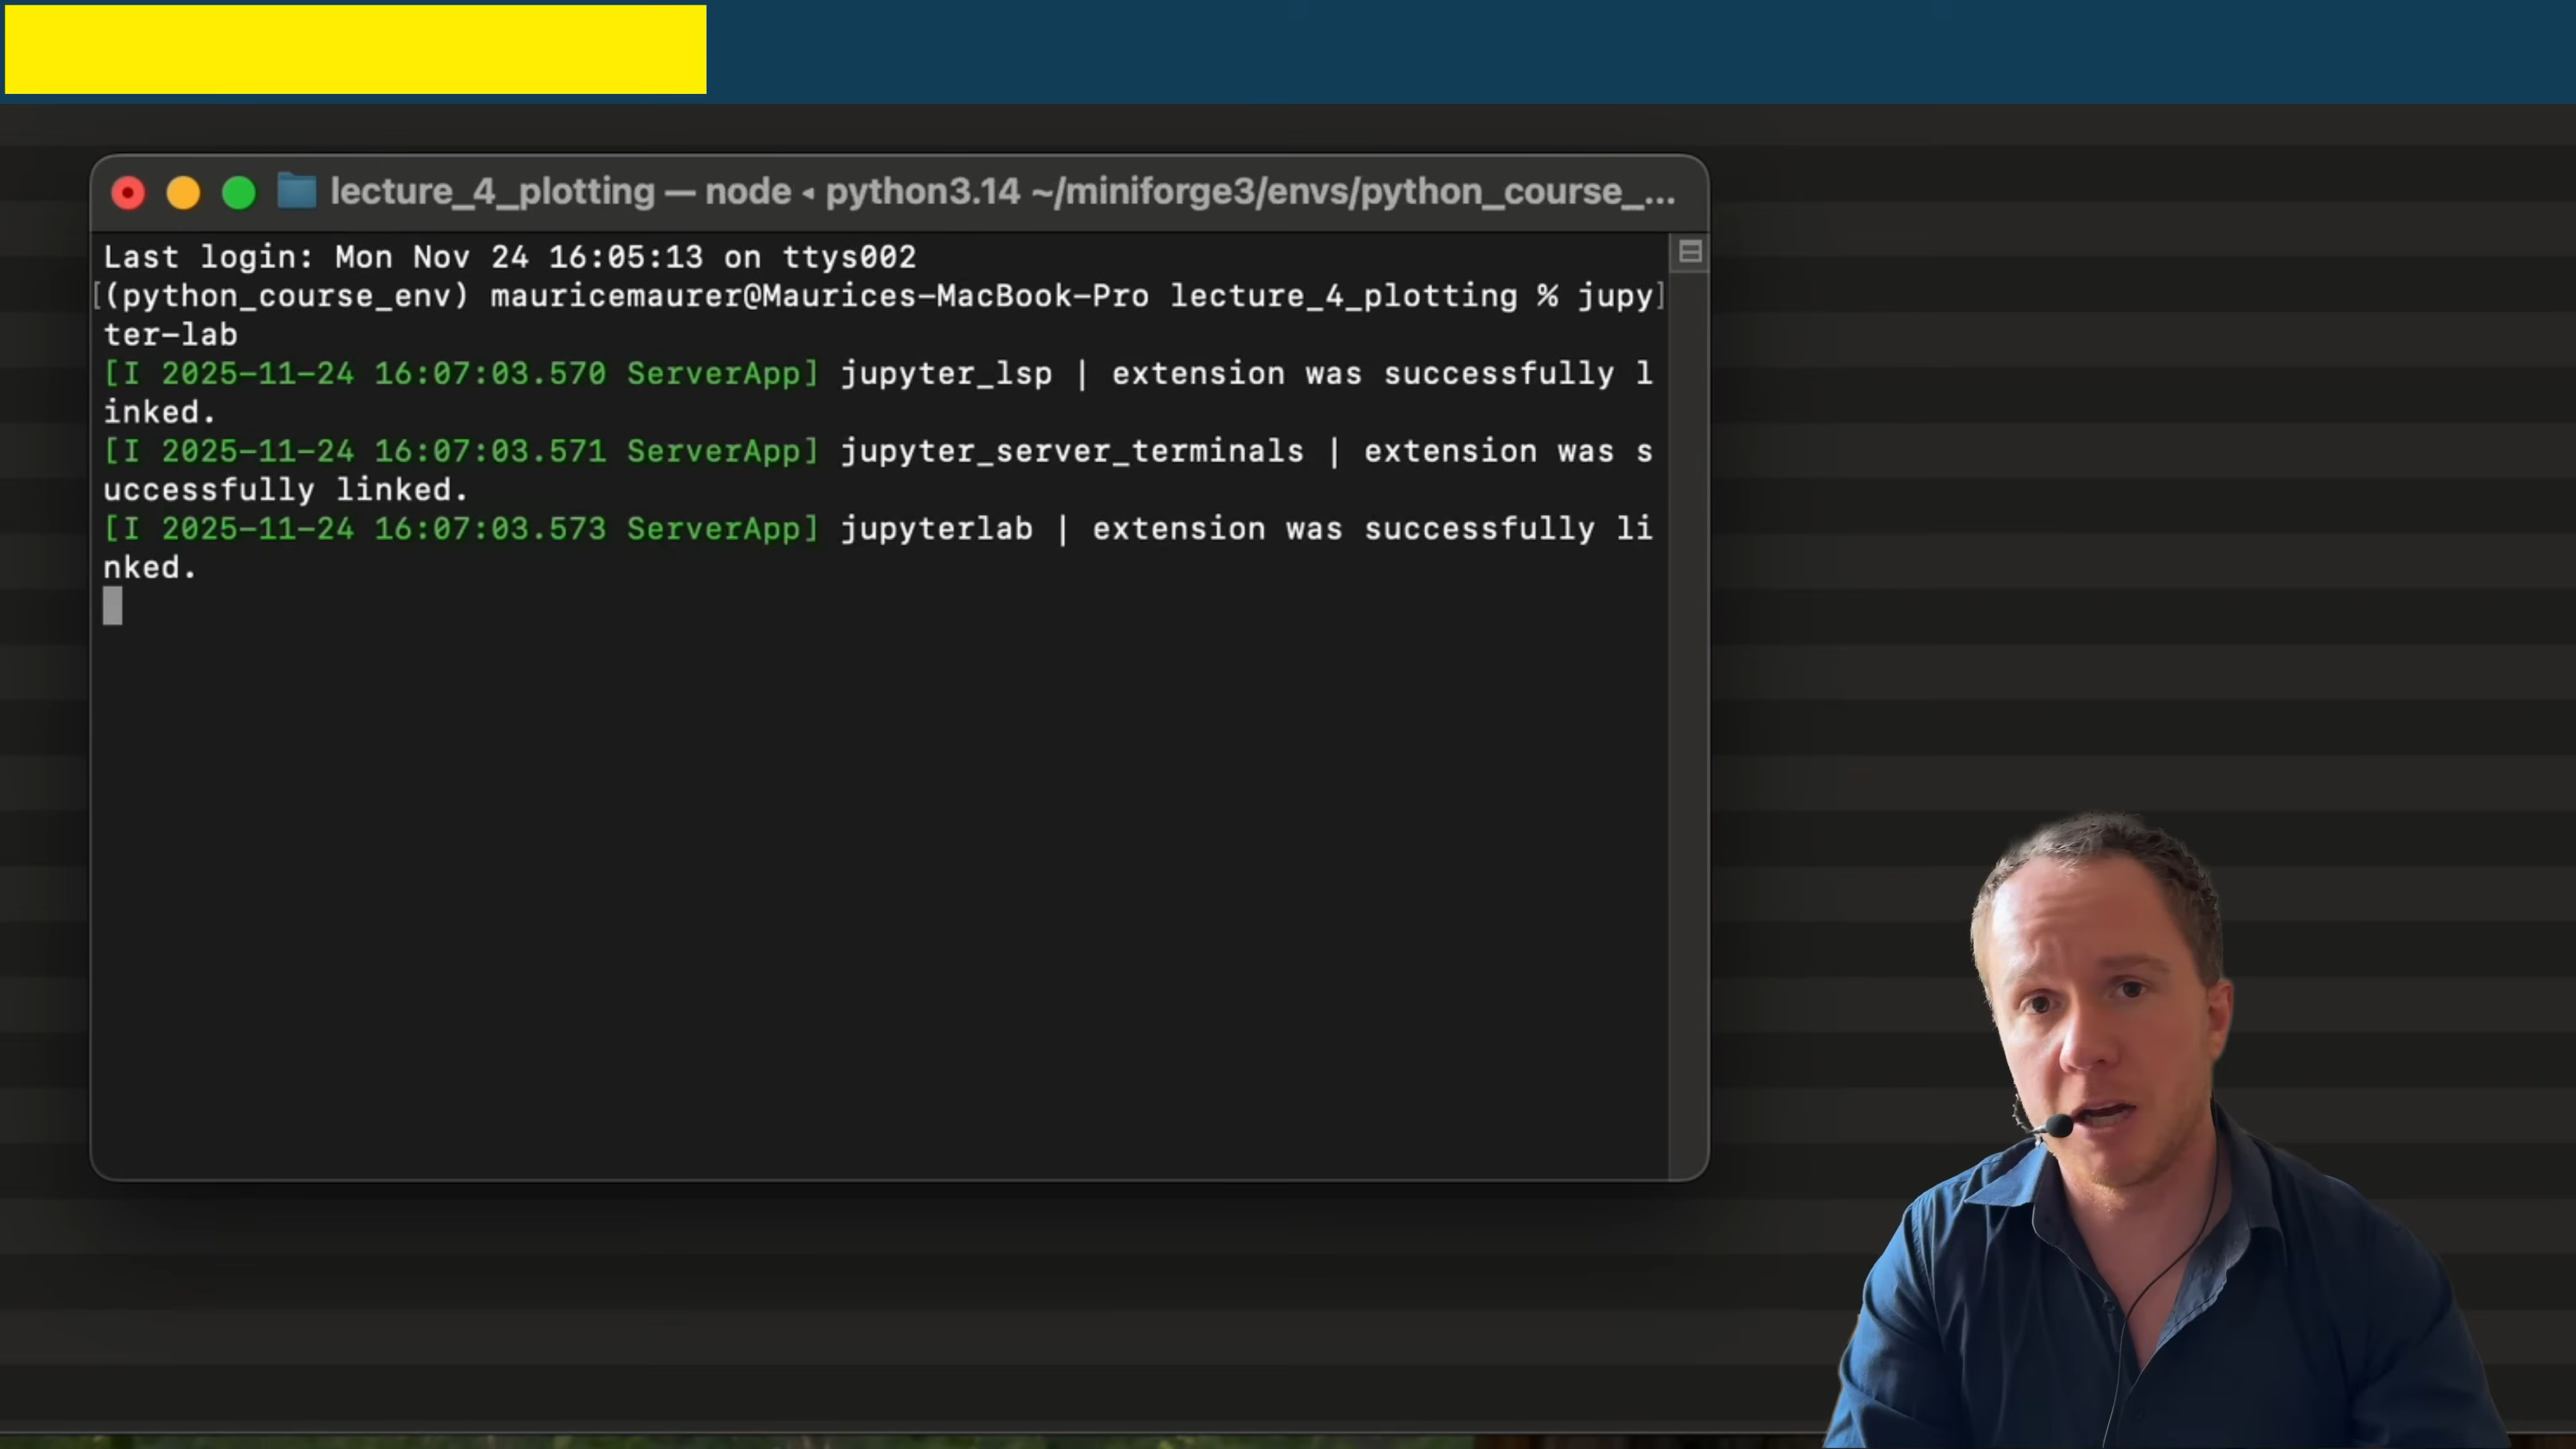 lecture_4_plotting — node ◂ python3.14 ~/miniforge3/envs/python_course_...
Last login: Mon Nov 24 16:05:13 on ttys002
[(python_course_env) mauricemaurer@Maurices-MacBook-Pro lecture_4_plotting % jupy]
ter-lab
[I 2025-11-24 16:07:03.570 ServerApp] jupyter_lsp | extension was successfully l
inked.
[I 2025-11-24 16:07:03.571 ServerApp] jupyter_server_terminals | extension was s
uccessfully linked.
[I 2025-11-24 16:07:03.573 ServerApp] jupyterlab | extension was successfully li
nked.